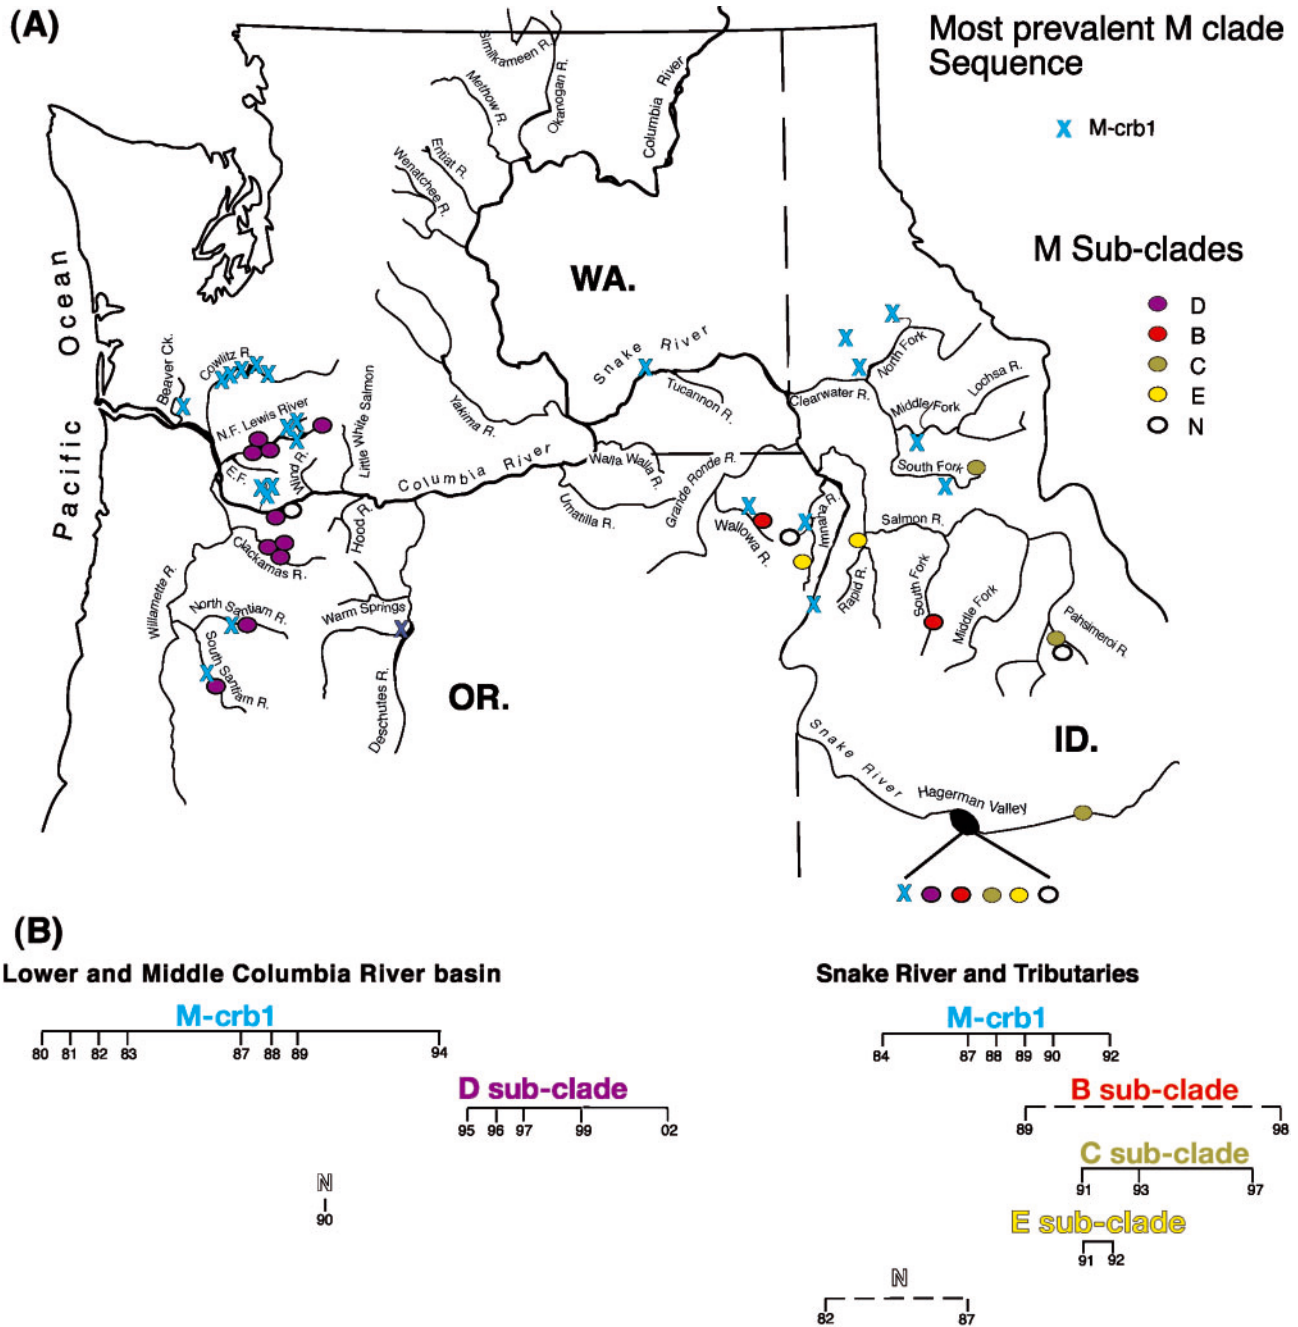 (A)
Most prevalent M clade
Sequence
X M-crb1
M Sub-clades
D
B
C
E
N
Pacific Ocean
WA.
OR.
ID.
Similkameen R.
Methow R.
Okanogan R.
Columbia River
Entiat R.
Wenatchee R.
Beaver Ck.
Cowlitz R.
N.F. Lewis River
E.F.
Wind R.
Little White Salmon
Yakima R.
Columbia River
Snake River
Tucannon R.
Walla Walla R.
Umatilla R.
Grande Ronde R.
Wallowa R.
Imnaha R.
Clearwater R.
North Fork
Middle Fork
Lochsa R.
South Fork
Salmon R.
Rapid R.
South Fork
Middle Fork
Pahsimeroi R.
Hood R.
Clackamas R.
Willamette R.
North Santiam R.
South Santiam R.
Warm Springs
Deschutes R.
Snake River
Hagerman Valley
(B)
Lower and Middle Columbia River basin
M-crb1
80 81 82 83 87 88 89 94
D sub-clade
95 96 97 99 02
N
90
Snake River and Tributaries
M-crb1
84 87 88 89 90 92
B sub-clade
89 98
C sub-clade
91 93 97
E sub-clade
91 92
N
82 87